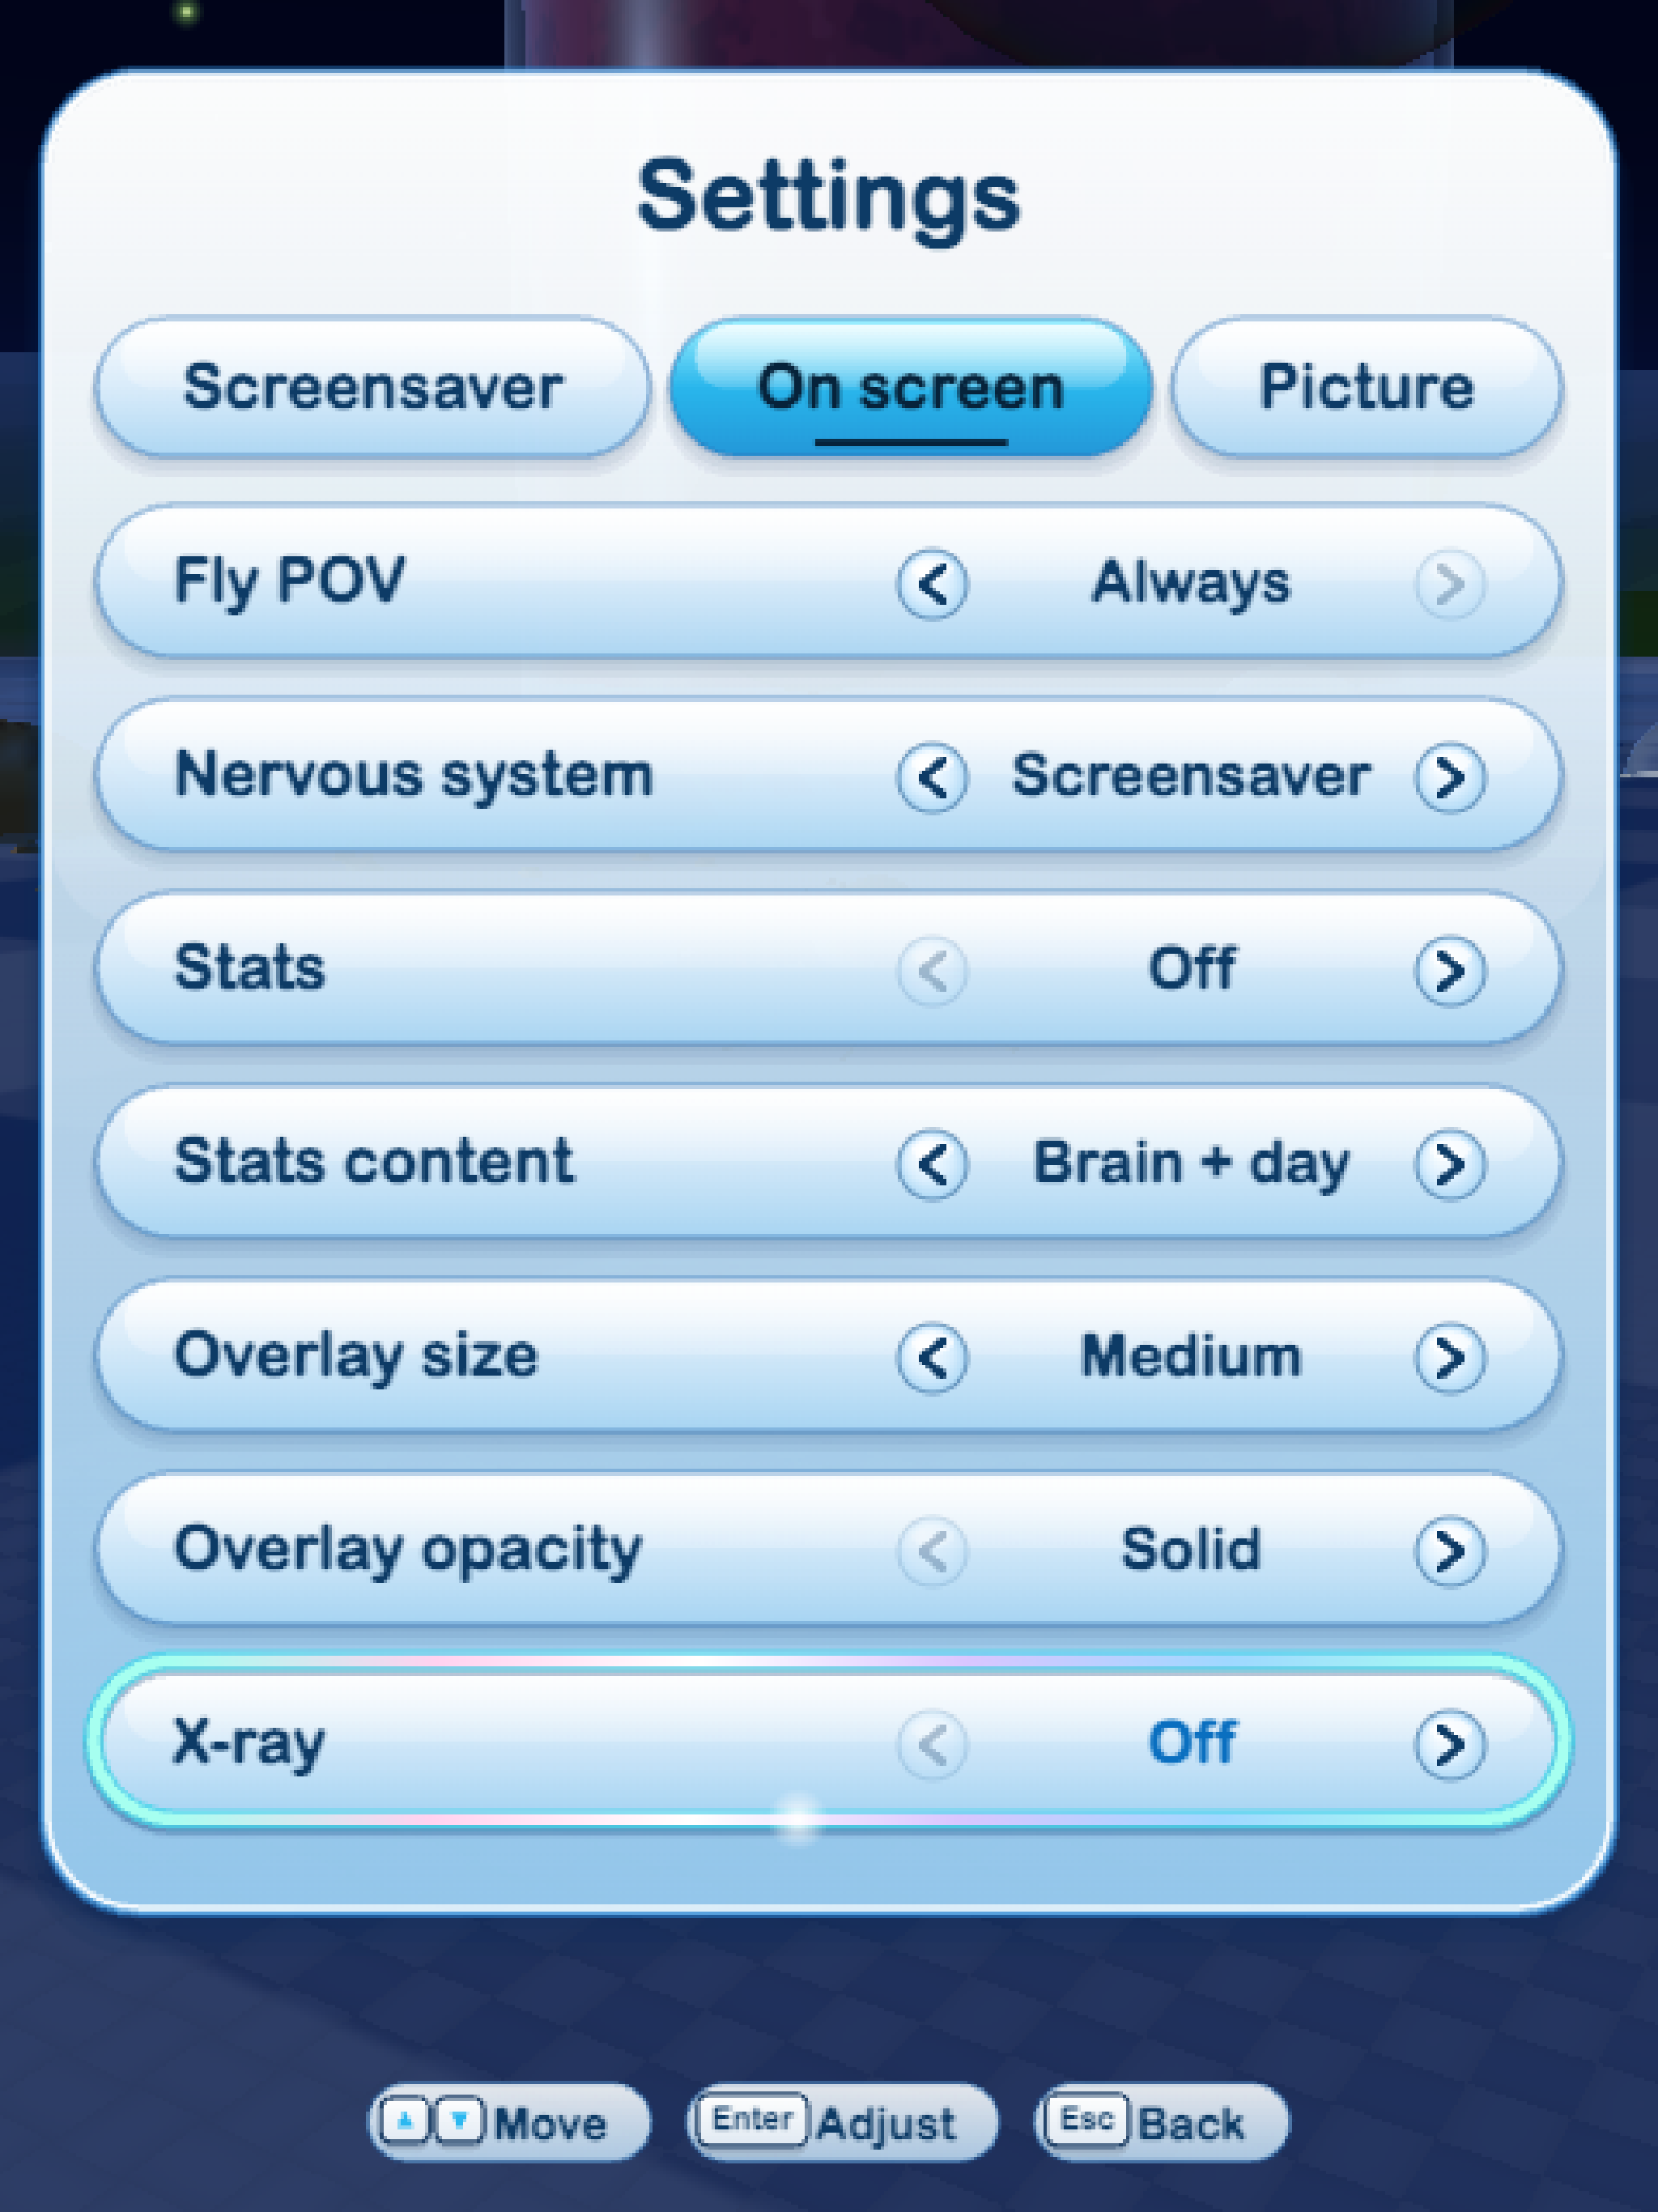 Settings
Screensaver On screen Picture
Fly POV < Always >
Nervous system < Screensaver >
Stats < Off >
Stats content < Brain + day >
Overlay size < Medium >
Overlay opacity < Solid >
X-ray < Off >
▲ ▼ Move Enter Adjust Esc Back